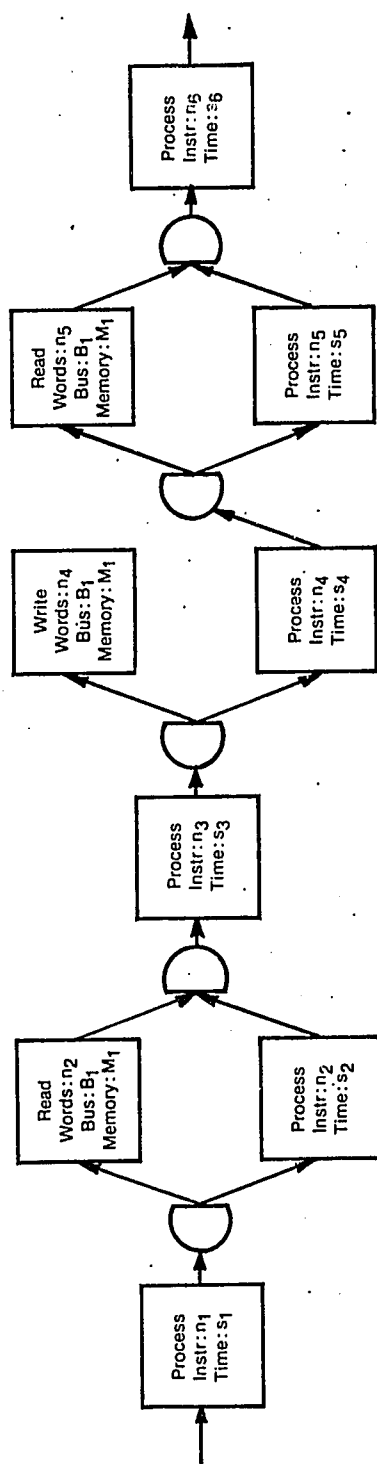 Process
Instr: n1
Time: s1
Read
Words: n2
Bus: B1
Memory: M1
Process
Instr: n2
Time: s2
Process
Instr: n3
Time: s3
Write
Words: n4
Bus: B1
Memory: M1
Process
Instr: n4
Time: s4
Read
Words: n5
Bus: B1
Memory: M1
Process
Instr: n5
Time: s5
Process
Instr: n6
Time: s6